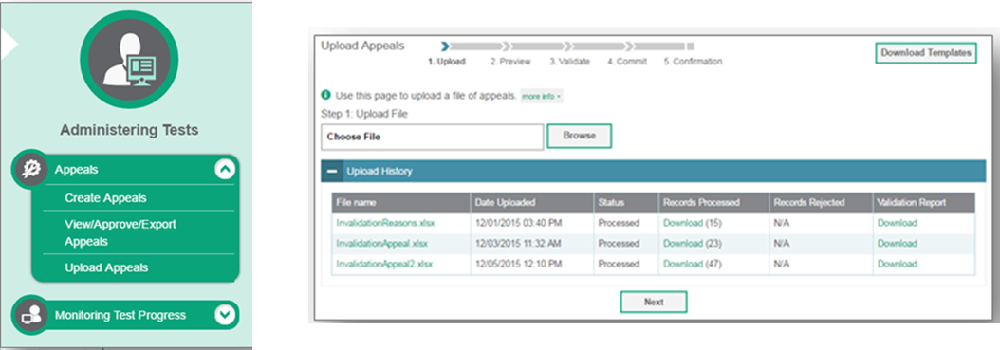 Administering Tests
Appeals
Create Appeals
View/Approve/Export
Appeals
Upload Appeals
Monitoring Test Progress
Upload Appeals
1. Upload 2. Preview 3. Validate 4. Commit 5. Confirmation
Download Templates
Use this page to upload a file of appeals. more info
Step 1: Upload File
Choose File Browse
Upload History
File name Date Uploaded Status Records Processed Records Rejected Validation Report
InvalidationReasons.xlsx 12/01/2015 03:40 PM Processed Download (15) N/A Download
InvalidationAppeal.xlsx 12/03/2015 11:32 AM Processed Download (23) N/A Download
InvalidationAppeal2.xlsx 12/05/2015 12:10 PM Processed Download (47) N/A Download
Next